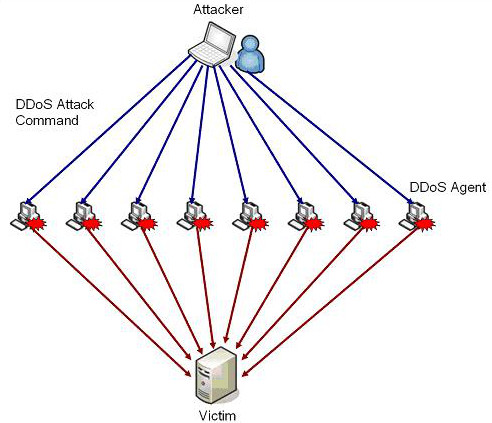 Attacker
DDoS Attack
Command
DDoS Agent
Victim